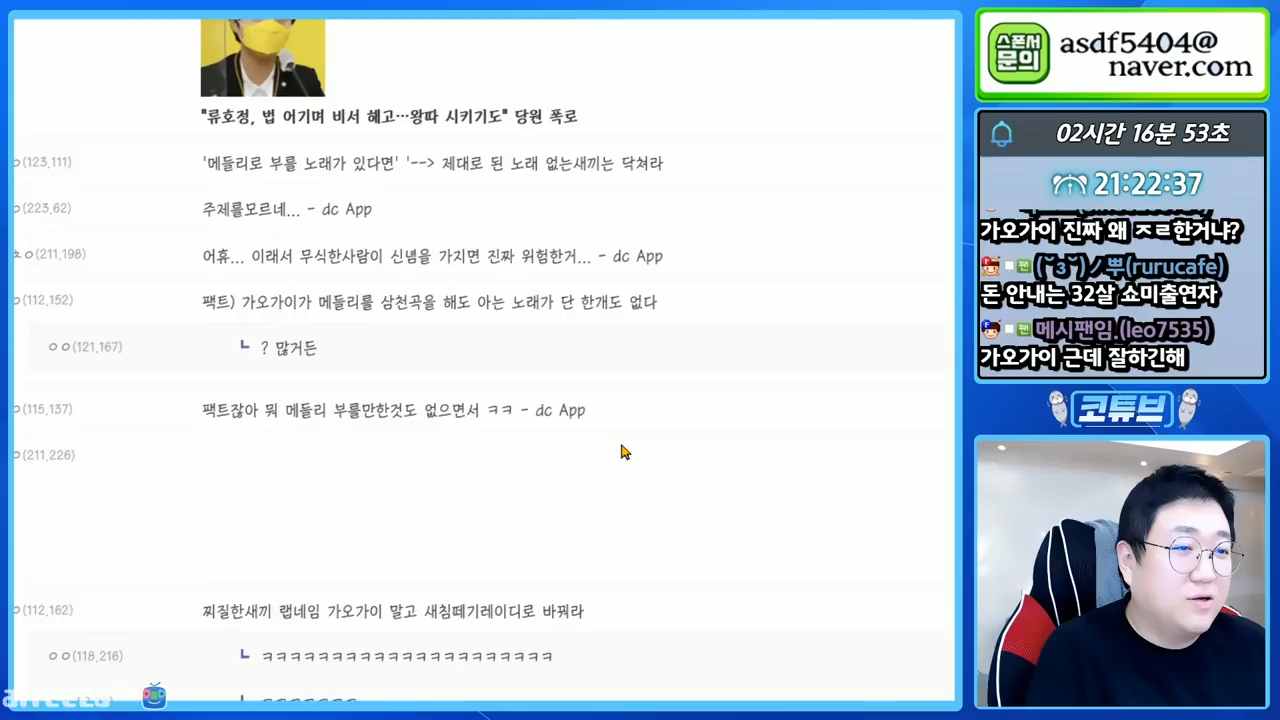 "류호정, 법 어기며 비서 해고…왕따 시키기도" 당원 폭로
ㅇ(123,111) '메들리로 부를 노래가 있다면' '--> 제대로 된 노래 없는새끼는 닥쳐라
ㅇ(223,62) 주제를모르네... - dc App
ㅇ(211,198) 어휴... 이래서 무식한사람이 신념을 가지면 진짜 위험한거... - dc App
ㅇ(112,152) 팩트) 가오가이가 메들리를 삼천곡을 해도 아는 노래가 단 한개도 없다
ㅇㅇ(121,167) ┗ ? 많거든
ㅇ(115,137) 팩트잖아 뭐 메들리 부를만한것도 없으면서 ㅋㅋ - dc App
ㅇ(211,226)
ㅇ(112,162) 찌질한새끼 랩네임 가오가이 말고 새침떼기레이디로 바꿔라
ㅇㅇ(118,216) ┗ ㅋㅋㅋㅋㅋㅋㅋㅋㅋㅋㅋㅋㅋㅋㅋㅋㅋㅋㅋㅋㅋ
스폰서
문의
asdf5404@
naver.com
02시간 16분 53초
21:22:37
가오가이 진짜 왜 ㅈㄹ한거냐?
팬 (˘3˘)ノ뿌(rurucafe)
돈 안내는 32살 쇼미출연자
팬 메시팬임.(leo7535)
가오가이 근데 잘하긴해
코튜브